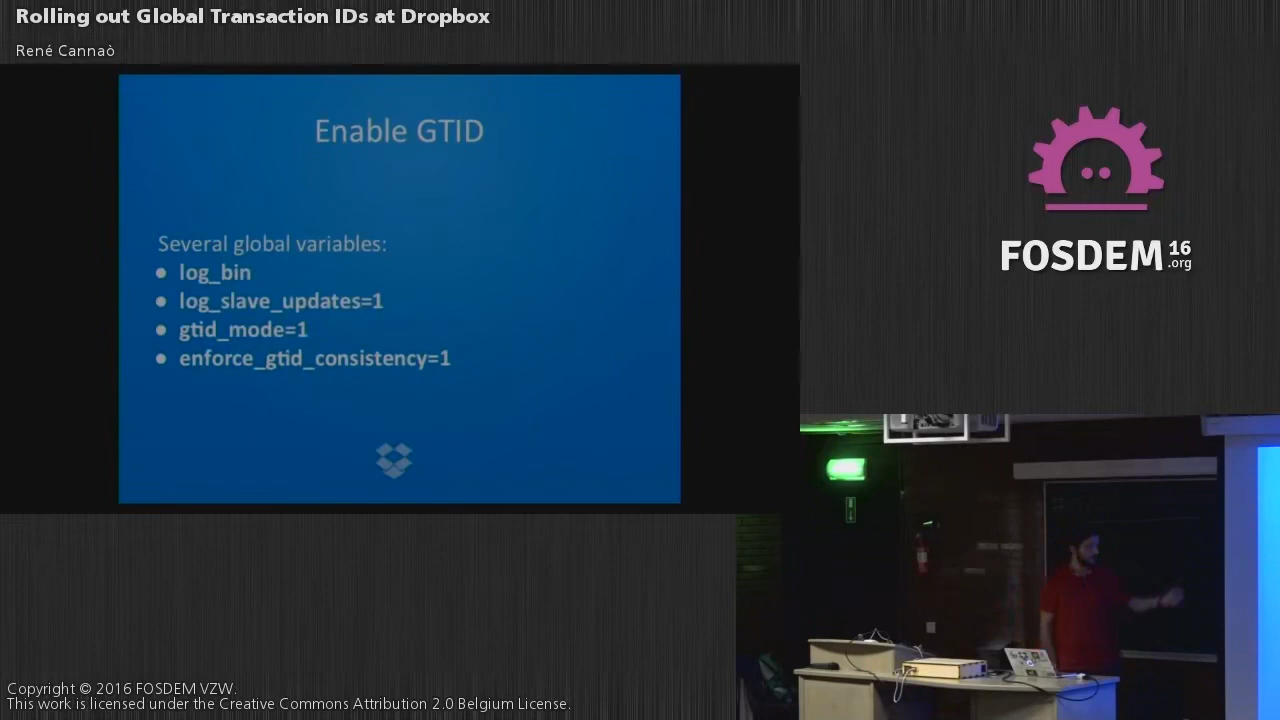 Rolling out Global Transaction IDs at Dropbox
René Cannaò
Enable GTID
Several global variables:
● log_bin
● log_slave_updates=1
● gtid_mode=1
● enforce_gtid_consistency=1
FOSDEM 16
.org
Copyright © 2016 FOSDEM VZW.
This work is licensed under the Creative Commons Attribution 2.0 Belgium License.